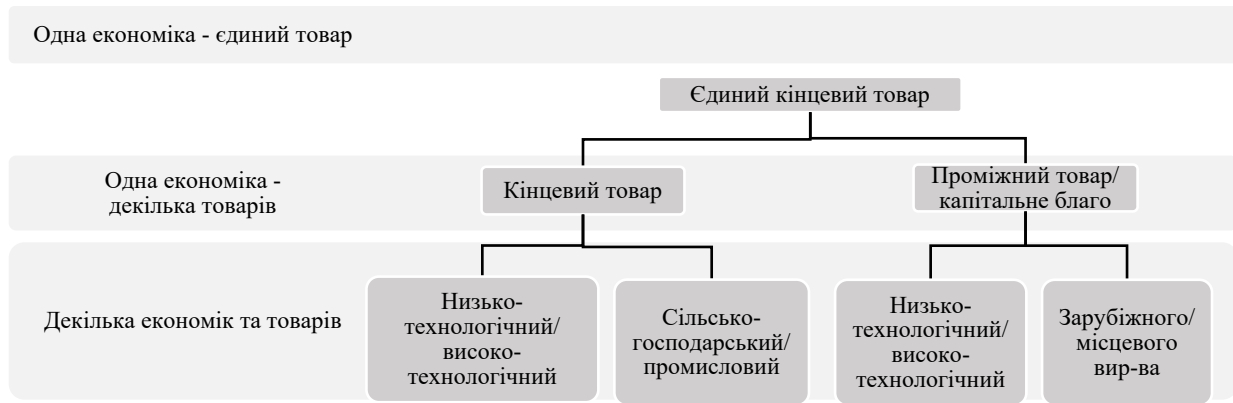 Одна економіка - єдиний товар
Єдиний кінцевий товар
Одна економіка -
декілька товарів
Кінцевий товар
Проміжний товар/
капітальне благо
Декілька економік та товарів
Низько-
технологічний/
високо-
технологічний
Сільсько-
господарський/
промисловий
Низько-
технологічний/
високо-
технологічний
Зарубіжного/
місцевого
вир-ва